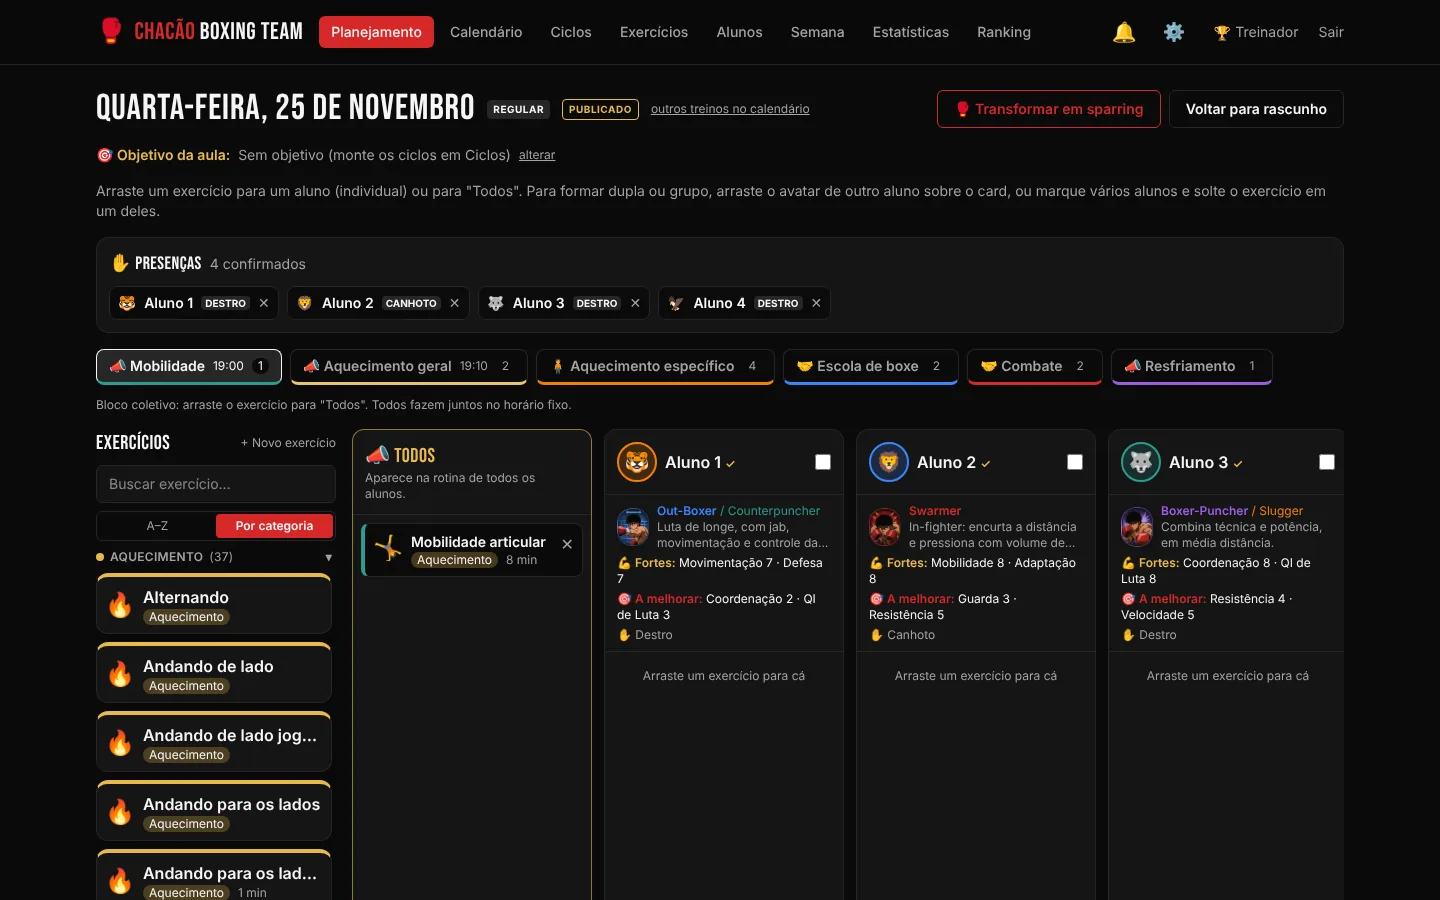 CHACÃO BOXING TEAM
Planejamento
Calendário
Ciclos
Exercícios
Alunos
Semana
Estatísticas
Ranking
Treinador
Sair
QUARTA-FEIRA, 25 DE NOVEMBRO
REGULAR
PUBLICADO
outros treinos no calendário
Transformar em sparring
Voltar para rascunho
Objetivo da aula: Sem objetivo (monte os ciclos em Ciclos) alterar
Arraste um exercício para um aluno (individual) ou para "Todos". Para formar dupla ou grupo, arraste o avatar de outro aluno sobre o card, ou marque vários alunos e solte o exercício em
um deles.
PRESENÇAS 4 confirmados
Aluno 1 DESTRO ✕
Aluno 2 CANHOTO ✕
Aluno 3 DESTRO ✕
Aluno 4 DESTRO ✕
Mobilidade 19:00 1
Aquecimento geral 19:10 2
Aquecimento específico 4
Escola de boxe 2
Combate 2
Resfriamento 1
Bloco coletivo: arraste o exercício para "Todos". Todos fazem juntos no horário fixo.
EXERCÍCIOS
+ Novo exercício
Buscar exercício...
A–Z
Por categoria
AQUECIMENTO (37) ▾
Alternando
Aquecimento
Andando de lado
Aquecimento
Andando de lado jog...
Aquecimento
Andando para os lados
Aquecimento
Andando para os lad...
Aquecimento 1 min
TODOS
Aparece na rotina de todos os
alunos.
Mobilidade articular ✕
Aquecimento 8 min
Aluno 1 ✓
Out-Boxer / Counterpuncher
Luta de longe, com jab,
movimentação e controle da...
Fortes: Movimentação 7 · Defesa
7
A melhorar: Coordenação 2 · QI
de Luta 3
Destro
Arraste um exercício para cá
Aluno 2 ✓
Swarmer
In-fighter: encurta a distância
e pressiona com volume de...
Fortes: Mobilidade 8 · Adaptação
8
A melhorar: Guarda 3 ·
Resistência 5
Canhoto
Arraste um exercício para cá
Aluno 3 ✓
Boxer-Puncher / Slugger
Combina técnica e potência,
em média distância.
Fortes: Coordenação 8 · QI de
Luta 8
A melhorar: Resistência 4 ·
Velocidade 5
Destro
Arraste um exercício para cá